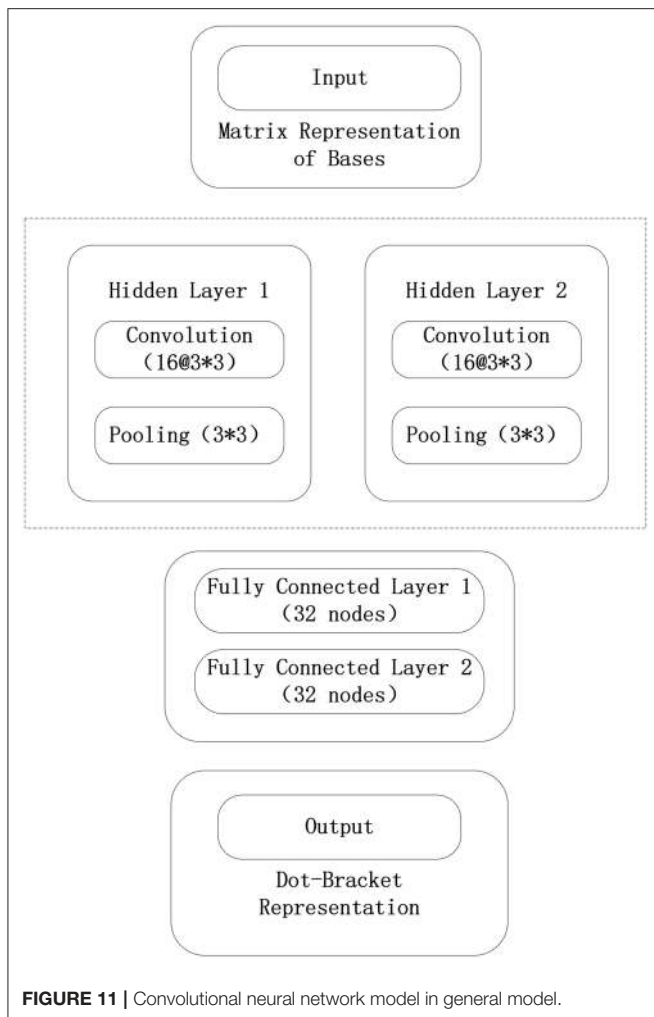 Input
Matrix Representation
of Bases
Hidden Layer 1
Convolution
(16@3*3)
Pooling (3*3)
Hidden Layer 2
Convolution
(16@3*3)
Pooling (3*3)
Fully Connected Layer 1
(32 nodes)
Fully Connected Layer 2
(32 nodes)
Output
Dot-Bracket
Representation
FIGURE 11 | Convolutional neural network model in general model.